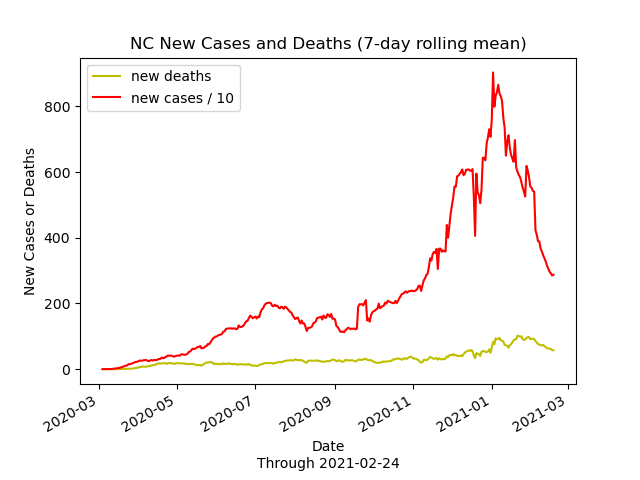 NC New Cases and Deaths (7-day rolling mean)
new deaths
new cases / 10
New Cases or Deaths
800
600
400
200
0
2020-03
2020-05
2020-07
2020-09
2020-11
2021-01
2021-03
Date
Through 2021-02-24